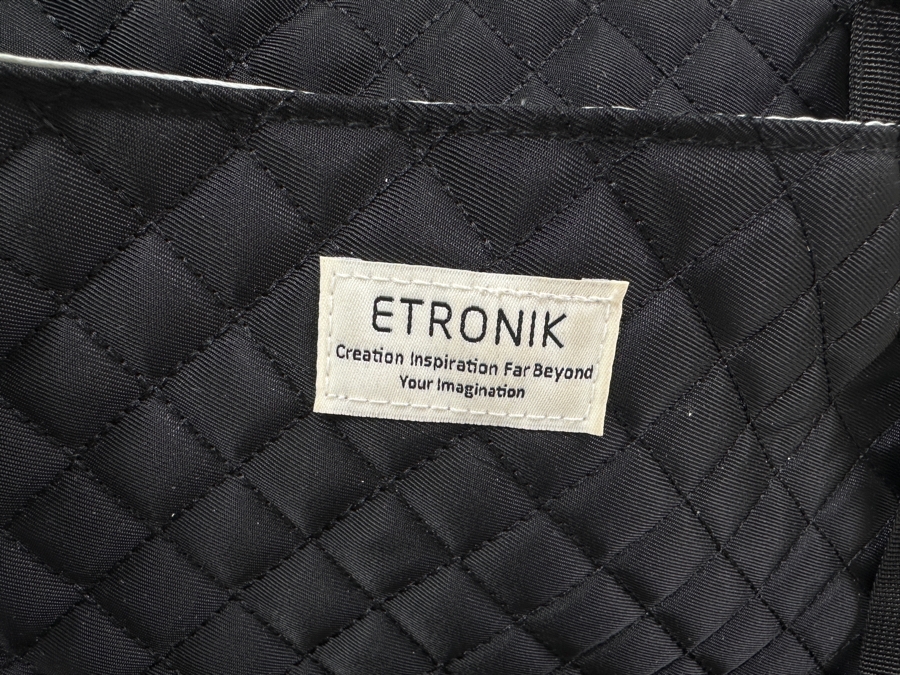 ETRONIK
Creation Inspiration Far Beyond
Your Imagination